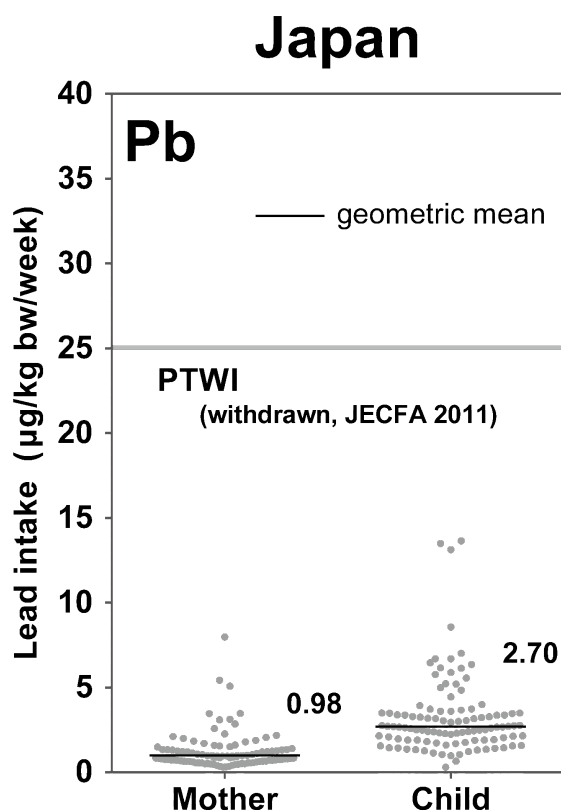 Japan
Pb
geometric mean
PTWI
(withdrawn, JECFA 2011)
Lead intake (µg/kg bw/week)
40
35
30
25
20
15
10
5
0
0.98
2.70
Mother
Child